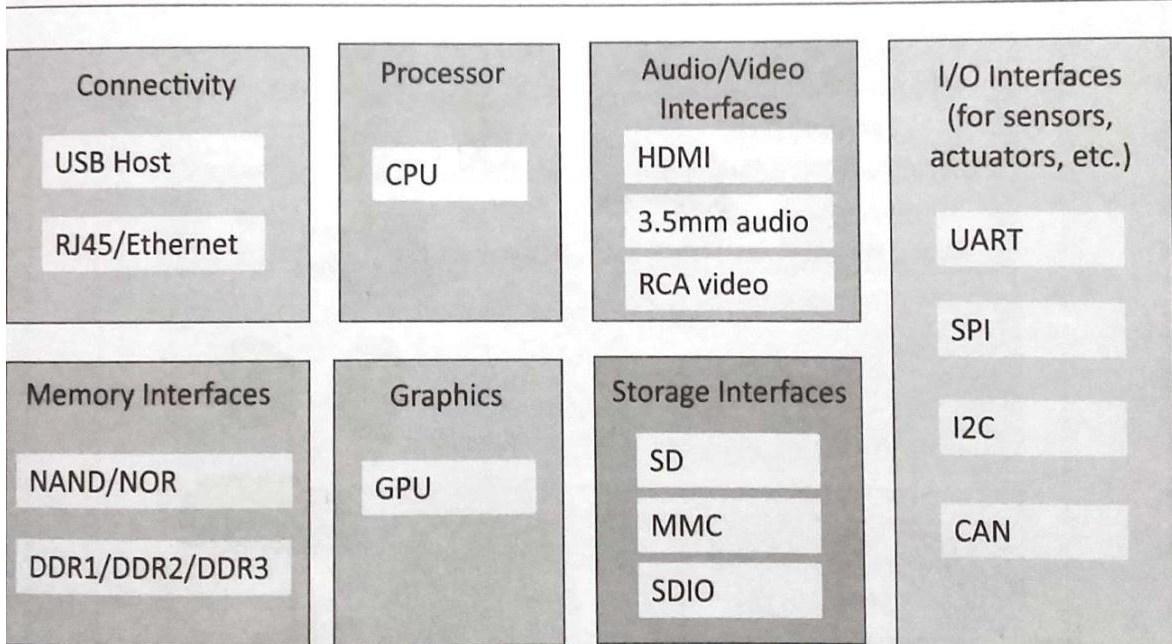 Connectivity
USB Host
RJ45/Ethernet
Processor
CPU
Audio/Video
Interfaces
HDMI
3.5mm audio
RCA video
I/O Interfaces
(for sensors,
actuators, etc.)
UART
SPI
I2C
CAN
Memory Interfaces
NAND/NOR
DDR1/DDR2/DDR3
Graphics
GPU
Storage Interfaces
SD
MMC
SDIO